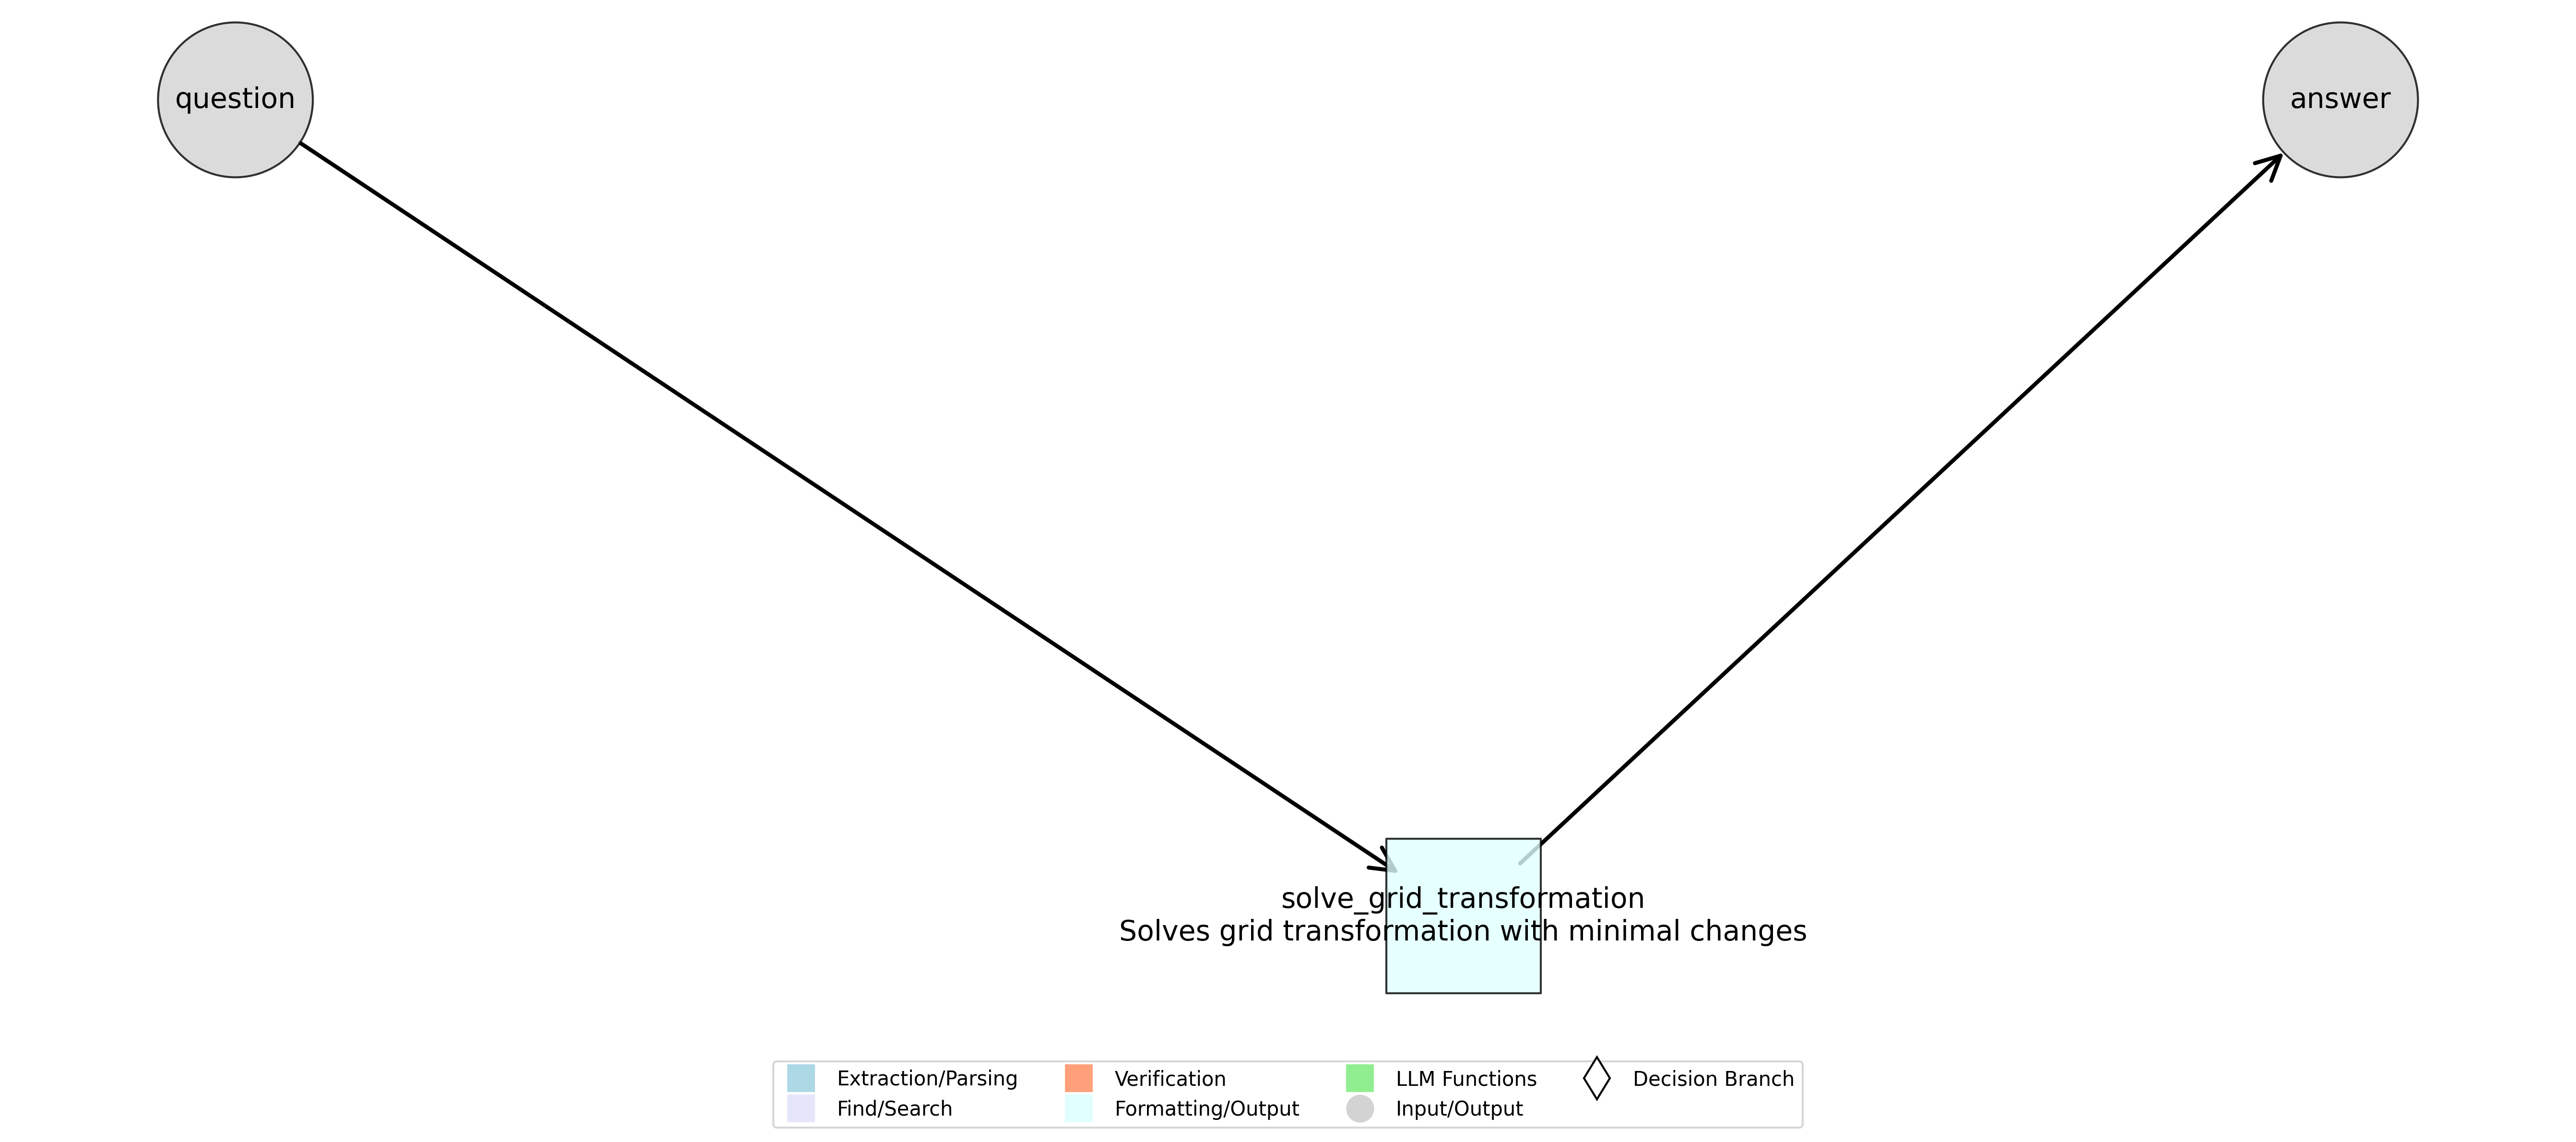 question
answer
solve_grid_transformation
Solves grid transformation with minimal changes
Extraction/Parsing
Find/Search
Verification
Formatting/Output
LLM Functions
Input/Output
Decision Branch